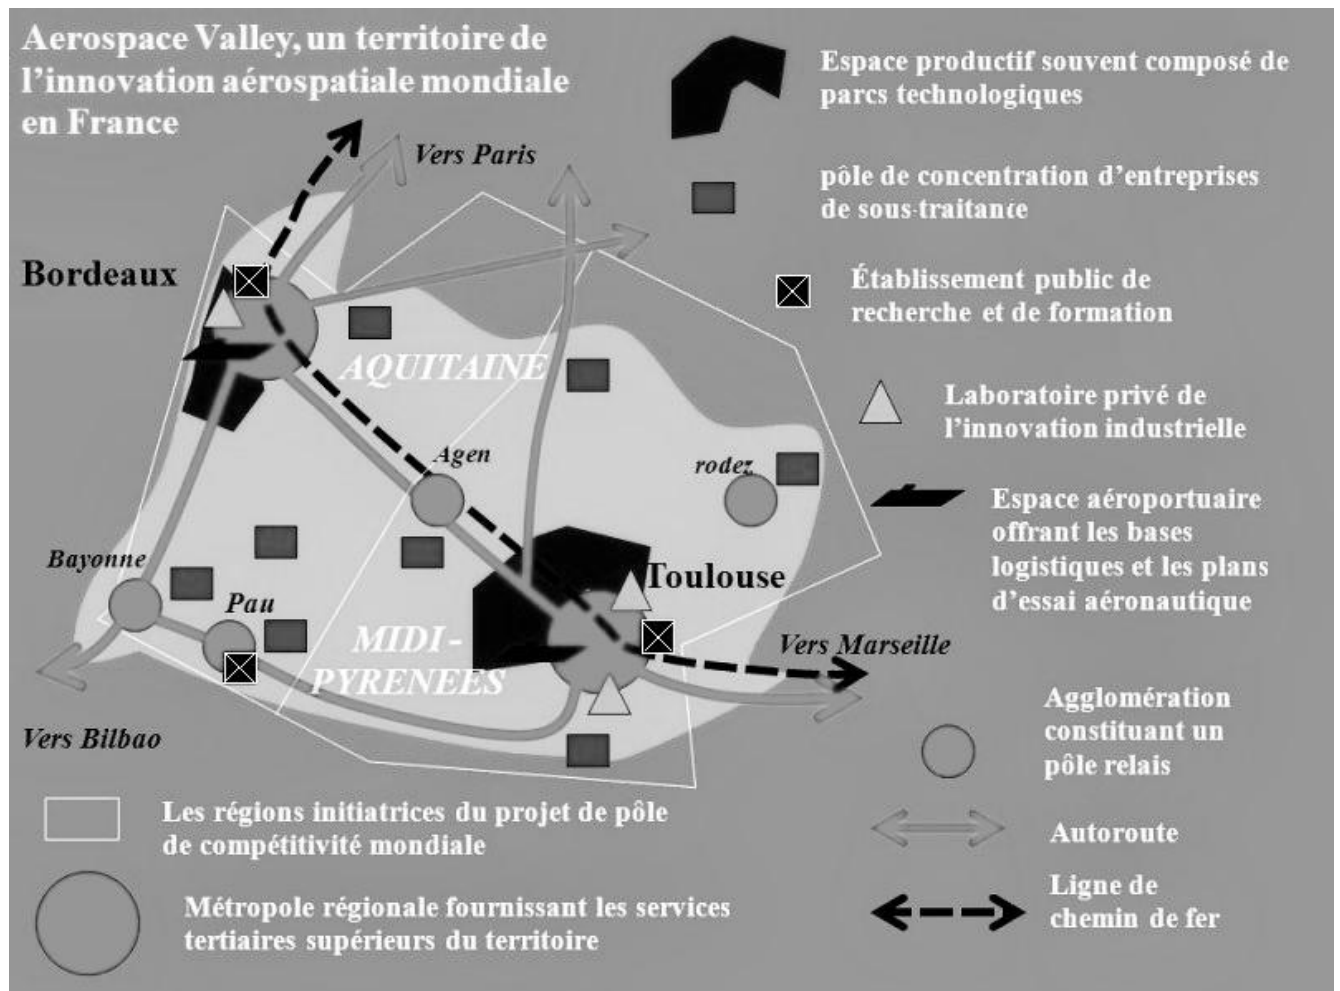 Aerospace Valley, un territoire de
l'innovation aérospatiale mondiale
en France
Vers Paris
Bordeaux
AQUITAINE
Agen
rodez
Bayonne
Pau
Toulouse
MIDI-
PYRENEES
Vers Marseille
Vers Bilbao
Espace productif souvent composé de
parcs technologiques
pôle de concentration d'entreprises
de sous-traitante
Établissement public de
recherche et de formation
Laboratoire privé de
l'innovation industrielle
Espace aéroportuaire
offrant les bases
logistiques et les plans
d'essai aéronautique
Agglomération
constituant un
pôle relais
Autoroute
Ligne de
chemin de fer
Les régions initiatrices du projet de pôle
de compétitivité mondiale
Métropole régionale fournissant les services
tertiaires supérieurs du territoire